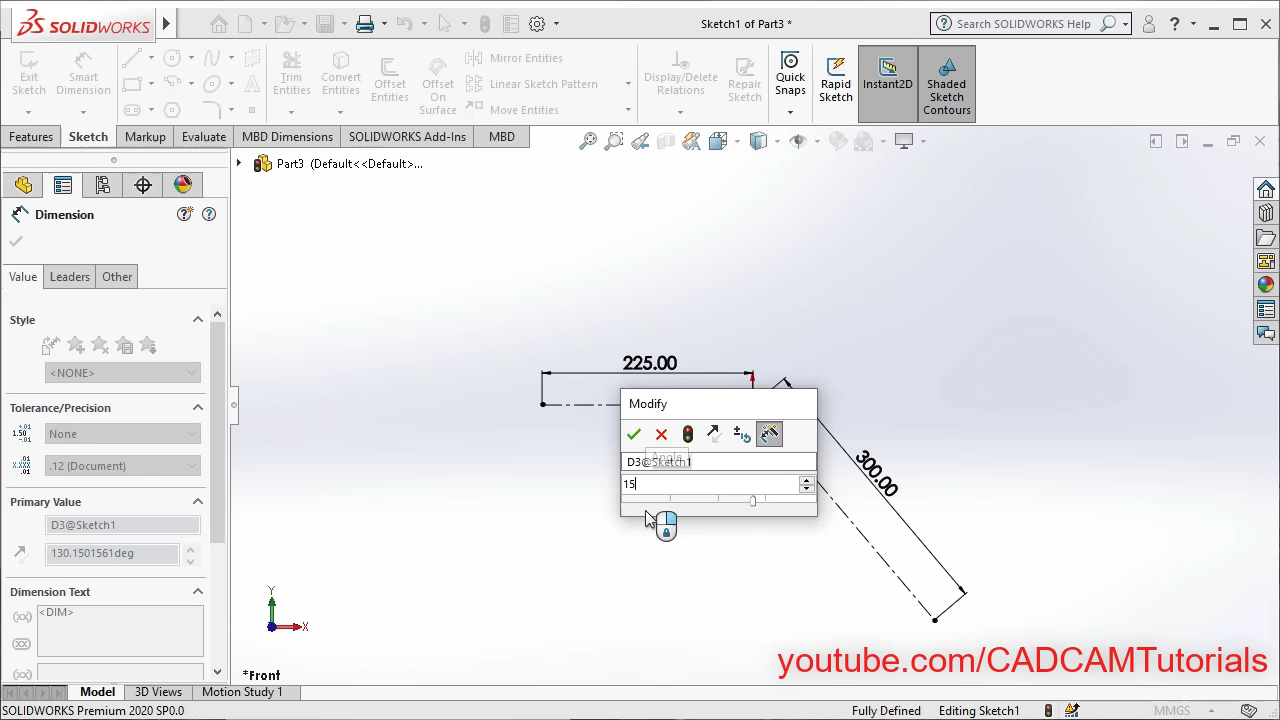 SOLIDWORKS
Sketch1 of Part3 *
Search SOLIDWORKS Help
Exit Sketch
Smart Dimension
Trim Entities
Convert Entities
Offset Entities
Offset On Surface
Mirror Entities
Linear Sketch Pattern
Move Entities
Display/Delete Relations
Repair Sketch
Quick Snaps
Rapid Sketch
Instant2D
Shaded Sketch Contours
Features Sketch Markup Evaluate MBD Dimensions SOLIDWORKS Add-Ins MBD
Part3 (Default<<Default>...
Dimension
Value Leaders Other
Style
<NONE>
Tolerance/Precision
None
.12 (Document)
Primary Value
D3@Sketch1
130.1501561deg
Dimension Text
<DIM>
225.00
Modify
Angle
D3@Sketch1
15
300.00
Y
X
*Front
youtube.com/CADCAMTutorials
Model 3D Views Motion Study 1
SOLIDWORKS Premium 2020 SP0.0
Fully Defined Editing Sketch1 MMGS